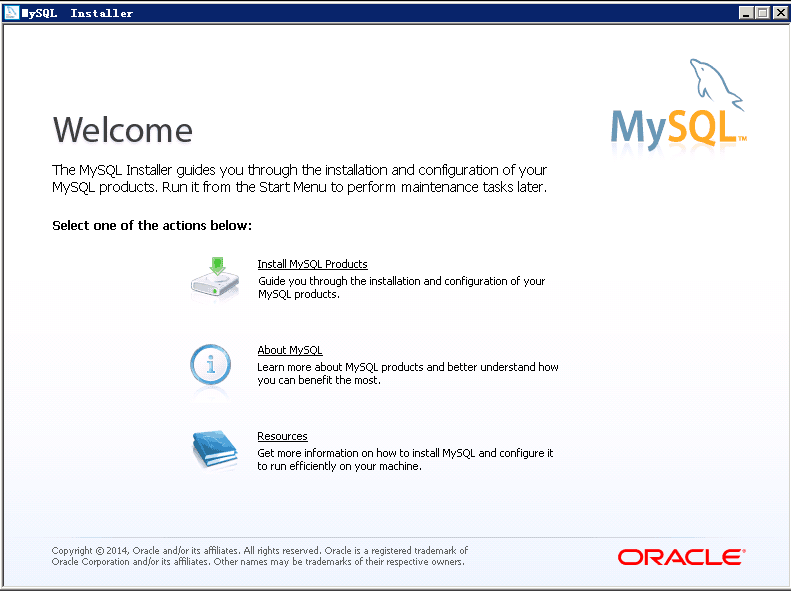 MySQL Installer
MySQL™
Welcome
The MySQL Installer guides you through the installation and configuration of your
MySQL products. Run it from the Start Menu to perform maintenance tasks later.
Select one of the actions below:
Install MySQL Products
Guide you through the installation and configuration of your
MySQL products.
About MySQL
Learn more about MySQL products and better understand how
you can benefit the most.
Resources
Get more information on how to install MySQL and configure it
to run efficiently on your machine.
Copyright © 2014, Oracle and/or its affiliates. All rights reserved. Oracle is a registered trademark of
Oracle Corporation and/or its affiliates. Other names may be trademarks of their respective owners.
ORACLE®